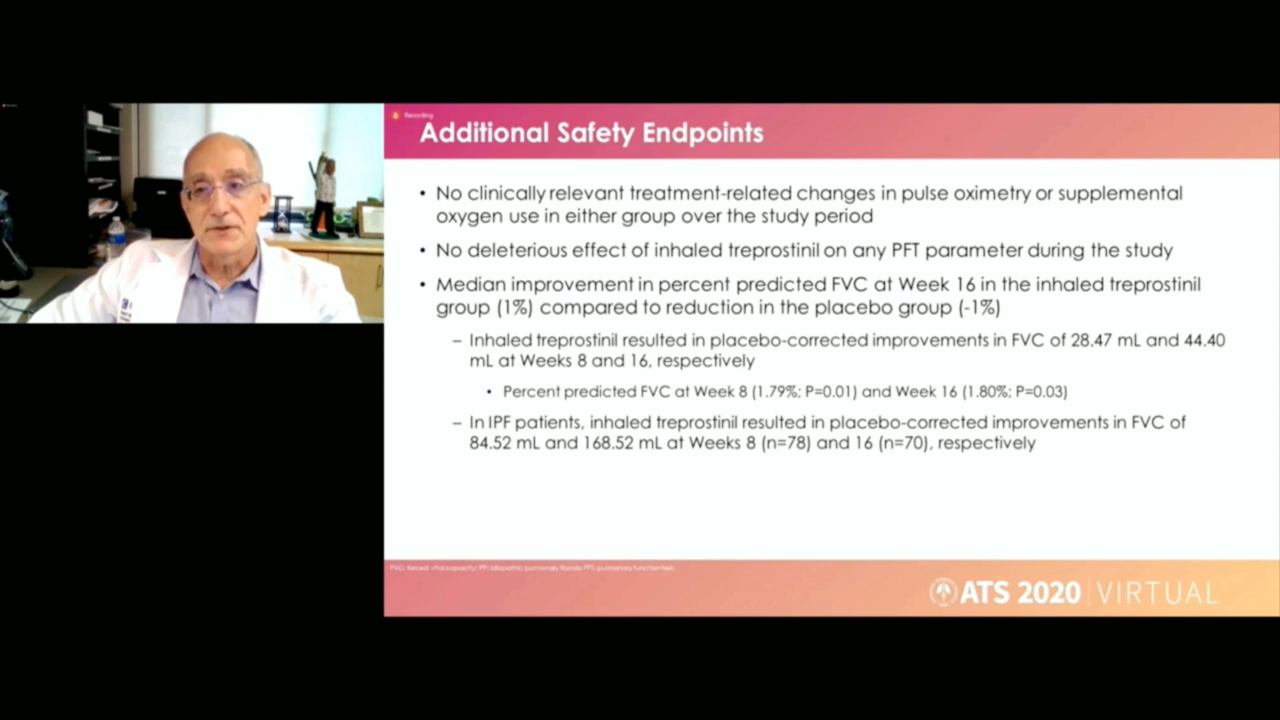 Recording
Additional Safety Endpoints
• No clinically relevant treatment-related changes in pulse oximetry or supplemental
oxygen use in either group over the study period
• No deleterious effect of inhaled treprostinil on any PFT parameter during the study
• Median improvement in percent predicted FVC at Week 16 in the inhaled treprostinil
group (1%) compared to reduction in the placebo group (-1%)
– Inhaled treprostinil resulted in placebo-corrected improvements in FVC of 28.47 mL and 44.40
mL at Weeks 8 and 16, respectively
• Percent predicted FVC at Week 8 (1.79%; P=0.01) and Week 16 (1.80%; P=0.03)
– In IPF patients, inhaled treprostinil resulted in placebo-corrected improvements in FVC of
84.52 mL and 168.52 mL at Weeks 8 (n=78) and 16 (n=70), respectively
FVC: forced vital capacity; IPF: idiopathic pulmonary fibrosis; PFT: pulmonary function test.
ATS 2020 | VIRTUAL